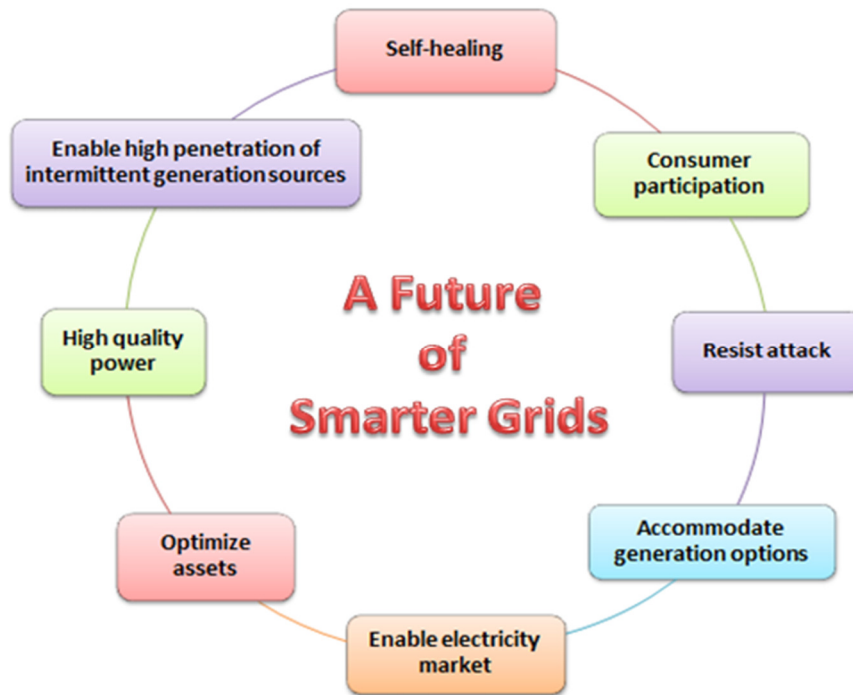 Self-healing
Consumer
participation
Resist attack
Accommodate
generation options
Enable electricity
market
Optimize
assets
High quality
power
Enable high penetration of
intermittent generation sources
A Future
of
Smarter Grids